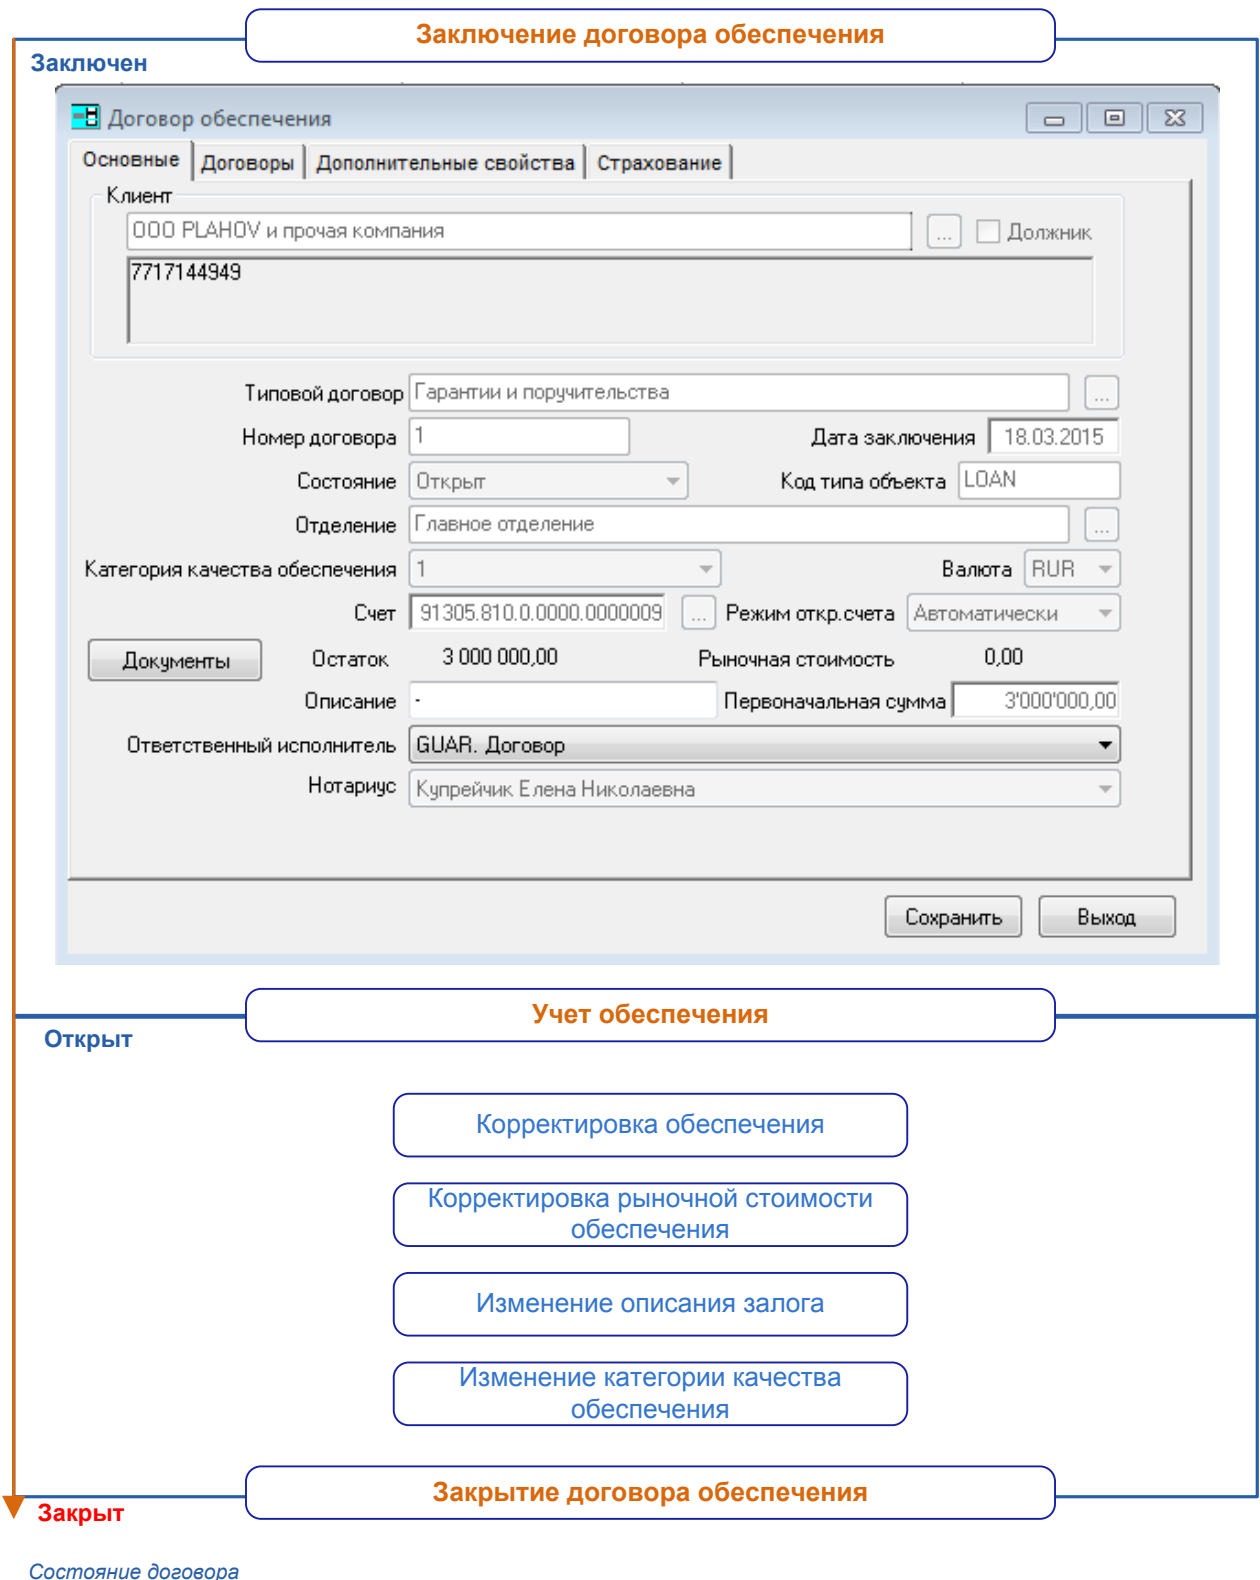 Заключение договора обеспечения
Заключен
Договор обеспечения
Основные Договоры Дополнительные свойства Страхование
Клиент
ООО PLAHOV и прочая компания ... Должник
7717144949
Типовой договор Гарантии и поручительства ...
Номер договора 1 Дата заключения 18.03.2015
Состояние Открыт Код типа объекта LOAN
Отделение Главное отделение ...
Категория качества обеспечения 1 Валюта RUR
Счет 91305.810.0.0000.0000009 ... Режим откр.счета Автоматически
Документы Остаток 3 000 000,00 Рыночная стоимость 0,00
Описание - Первоначальная сумма 3'000'000,00
Ответственный исполнитель GUAR. Договор
Нотариус Купрейчик Елена Николаевна
Сохранить Выход
Учет обеспечения
Открыт
Корректировка обеспечения
Корректировка рыночной стоимости
обеспечения
Изменение описания залога
Изменение категории качества
обеспечения
Закрытие договора обеспечения
Закрыт
Состояние договора